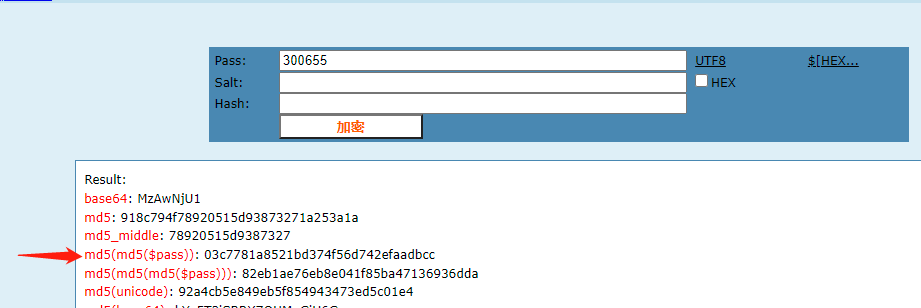 Pass: 300655 UTF8 $[HEX...
Salt: HEX
Hash:
加密
Result:
base64: MzAwNjU1
md5: 918c794f78920515d93873271a253a1a
md5_middle: 78920515d9387327
md5(md5($pass)): 03c7781a8521bd374f56d742efaadbcc
md5(md5(md5($pass))): 82eb1ae76eb8e041f85ba47136936dda
md5(unicode): 92a4cb5e849eb5f854943473ed5c01e4